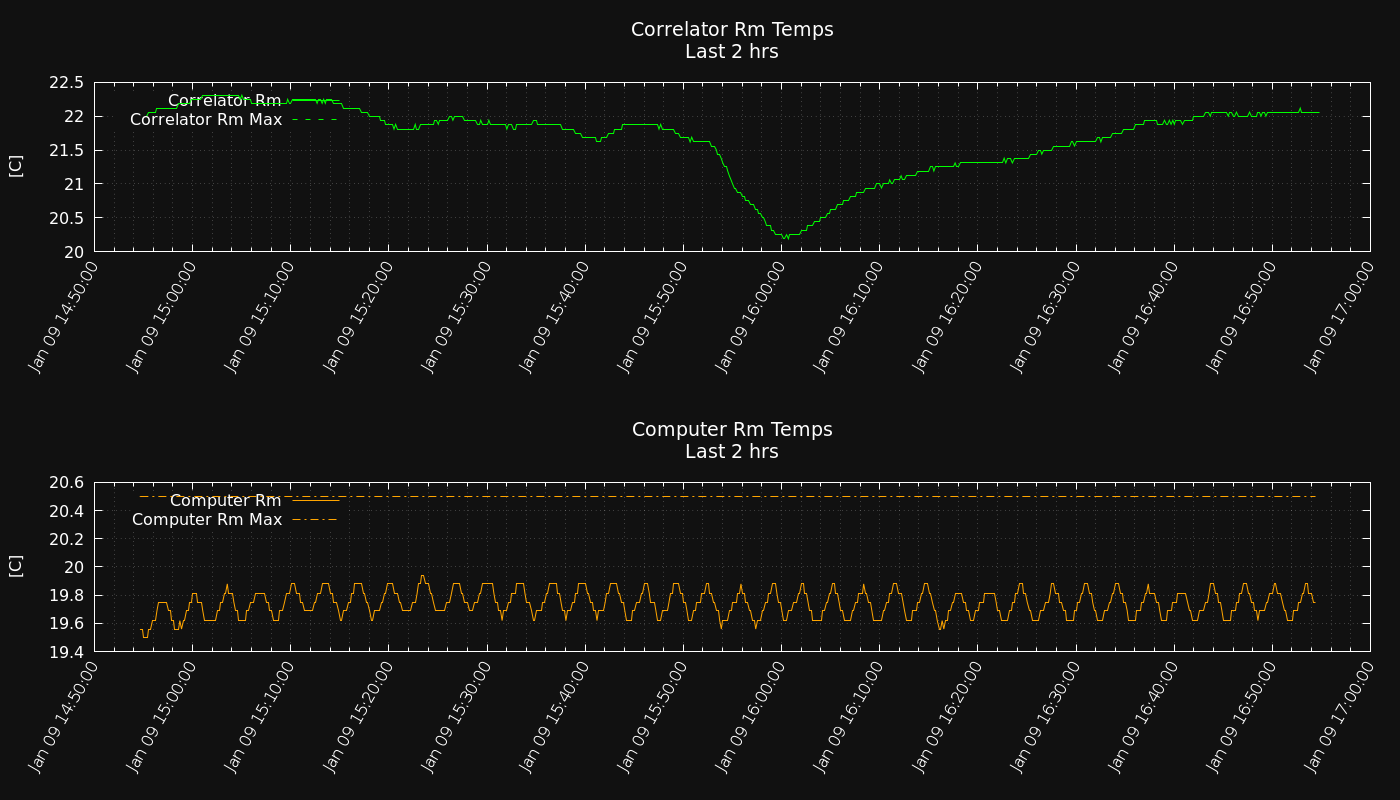 Correlator Rm Temps
Last 2 hrs
[C]
22.5
22
21.5
21
20.5
20
Correlator Rm
Correlator Rm Max
Jan 09 14:50:00
Jan 09 15:00:00
Jan 09 15:10:00
Jan 09 15:20:00
Jan 09 15:30:00
Jan 09 15:40:00
Jan 09 15:50:00
Jan 09 16:00:00
Jan 09 16:10:00
Jan 09 16:20:00
Jan 09 16:30:00
Jan 09 16:40:00
Jan 09 16:50:00
Jan 09 17:00:00
Computer Rm Temps
Last 2 hrs
[C]
20.6
20.4
20.2
20
19.8
19.6
19.4
Computer Rm
Computer Rm Max
Jan 09 14:50:00
Jan 09 15:00:00
Jan 09 15:10:00
Jan 09 15:20:00
Jan 09 15:30:00
Jan 09 15:40:00
Jan 09 15:50:00
Jan 09 16:00:00
Jan 09 16:10:00
Jan 09 16:20:00
Jan 09 16:30:00
Jan 09 16:40:00
Jan 09 16:50:00
Jan 09 17:00:00